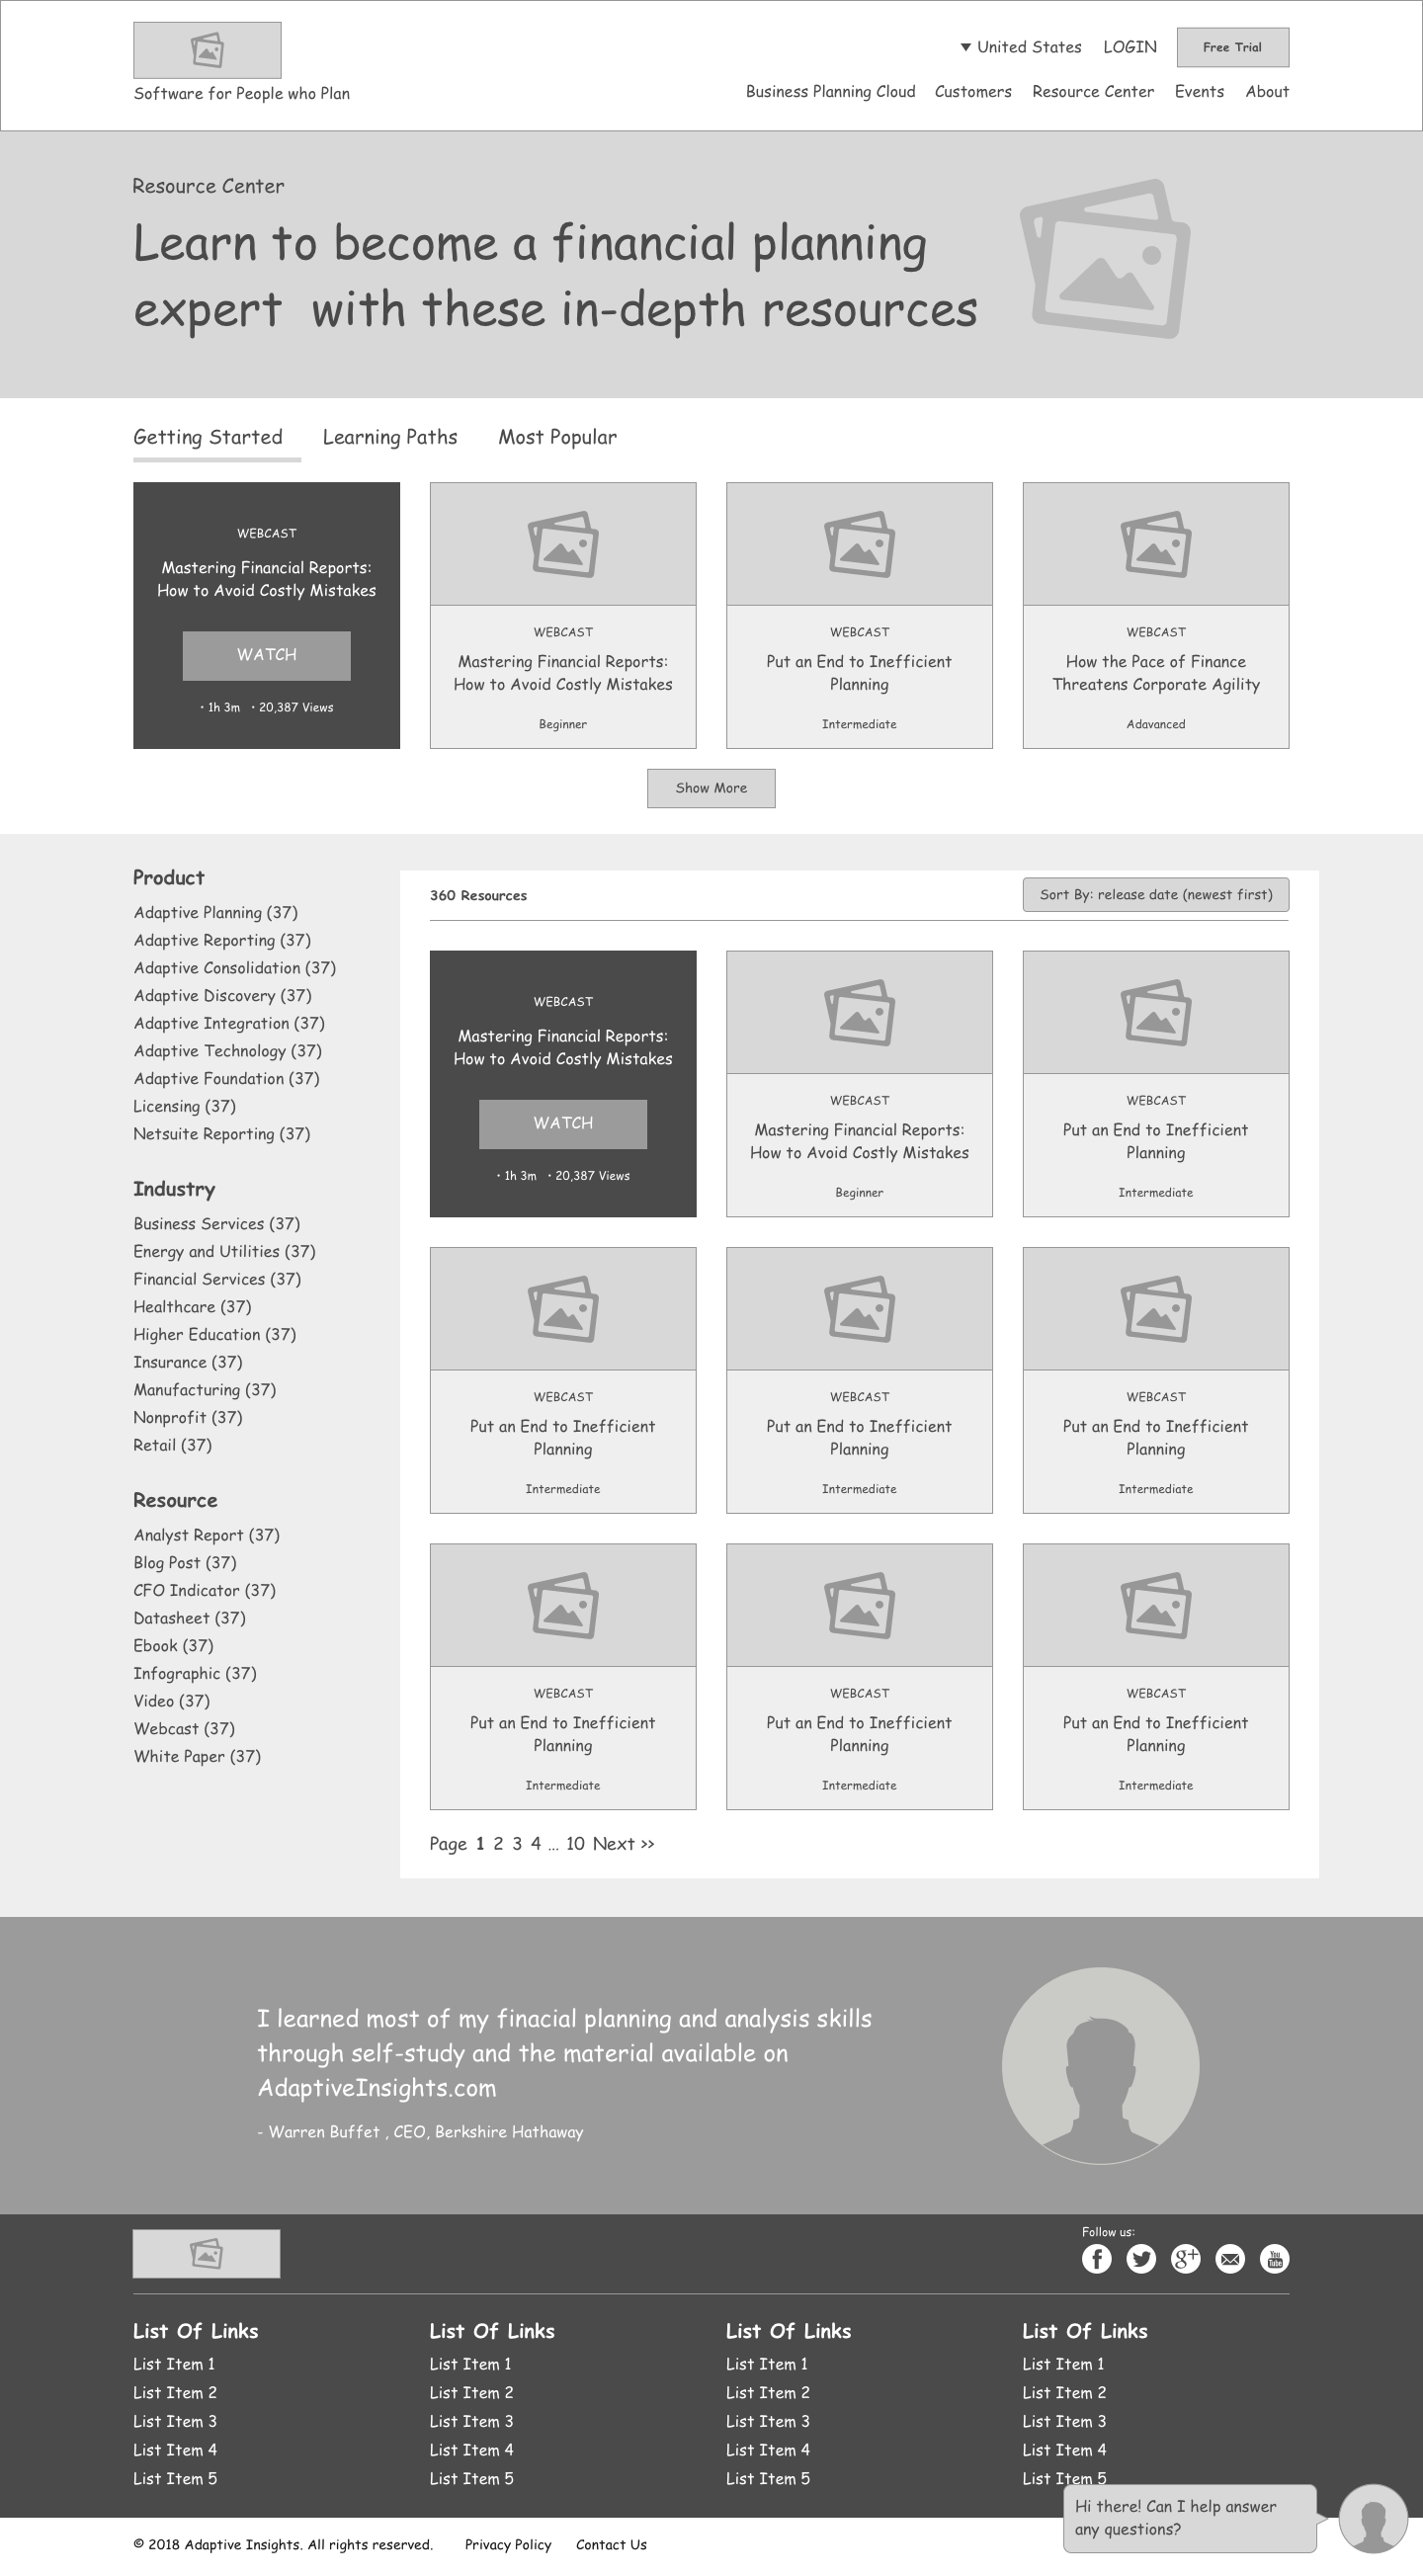 Software for People who Plan
▼ United States LOGIN Free Trial
Business Planning Cloud Customers Resource Center Events About
Resource Center
Learn to become a financial planning
expert with these in-depth resources
Getting Started Learning Paths Most Popular
WEBCAST
Mastering Financial Reports:
How to Avoid Costly Mistakes
WATCH
• 1h 3m • 20,387 Views
WEBCAST
Mastering Financial Reports:
How to Avoid Costly Mistakes
Beginner
WEBCAST
Put an End to Inefficient
Planning
Intermediate
WEBCAST
How the Pace of Finance
Threatens Corporate Agility
Adavanced
Show More
Product
Adaptive Planning (37)
Adaptive Reporting (37)
Adaptive Consolidation (37)
Adaptive Discovery (37)
Adaptive Integration (37)
Adaptive Technology (37)
Adaptive Foundation (37)
Licensing (37)
Netsuite Reporting (37)
Industry
Business Services (37)
Energy and Utilities (37)
Financial Services (37)
Healthcare (37)
Higher Education (37)
Insurance (37)
Manufacturing (37)
Nonprofit (37)
Retail (37)
Resource
Analyst Report (37)
Blog Post (37)
CFO Indicator (37)
Datasheet (37)
Ebook (37)
Infographic (37)
Video (37)
Webcast (37)
White Paper (37)
360 Resources
Sort By: release date (newest first)
WEBCAST
Mastering Financial Reports:
How to Avoid Costly Mistakes
WATCH
• 1h 3m • 20,387 Views
WEBCAST
Mastering Financial Reports:
How to Avoid Costly Mistakes
Beginner
WEBCAST
Put an End to Inefficient
Planning
Intermediate
WEBCAST
Put an End to Inefficient
Planning
Intermediate
WEBCAST
Put an End to Inefficient
Planning
Intermediate
WEBCAST
Put an End to Inefficient
Planning
Intermediate
WEBCAST
Put an End to Inefficient
Planning
Intermediate
WEBCAST
Put an End to Inefficient
Planning
Intermediate
WEBCAST
Put an End to Inefficient
Planning
Intermediate
Page 1 2 3 4 ... 10 Next >>
I learned most of my finacial planning and analysis skills
through self-study and the material available on
AdaptiveInsights.com
- Warren Buffet , CEO, Berkshire Hathaway
Follow us:
f g+ You Tube
List Of Links
List Item 1
List Item 2
List Item 3
List Item 4
List Item 5
List Of Links
List Item 1
List Item 2
List Item 3
List Item 4
List Item 5
List Of Links
List Item 1
List Item 2
List Item 3
List Item 4
List Item 5
List Of Links
List Item 1
List Item 2
List Item 3
List Item 4
List Item 5
Hi there! Can I help answer
any questions?
© 2018 Adaptive Insights. All rights reserved. Privacy Policy Contact Us